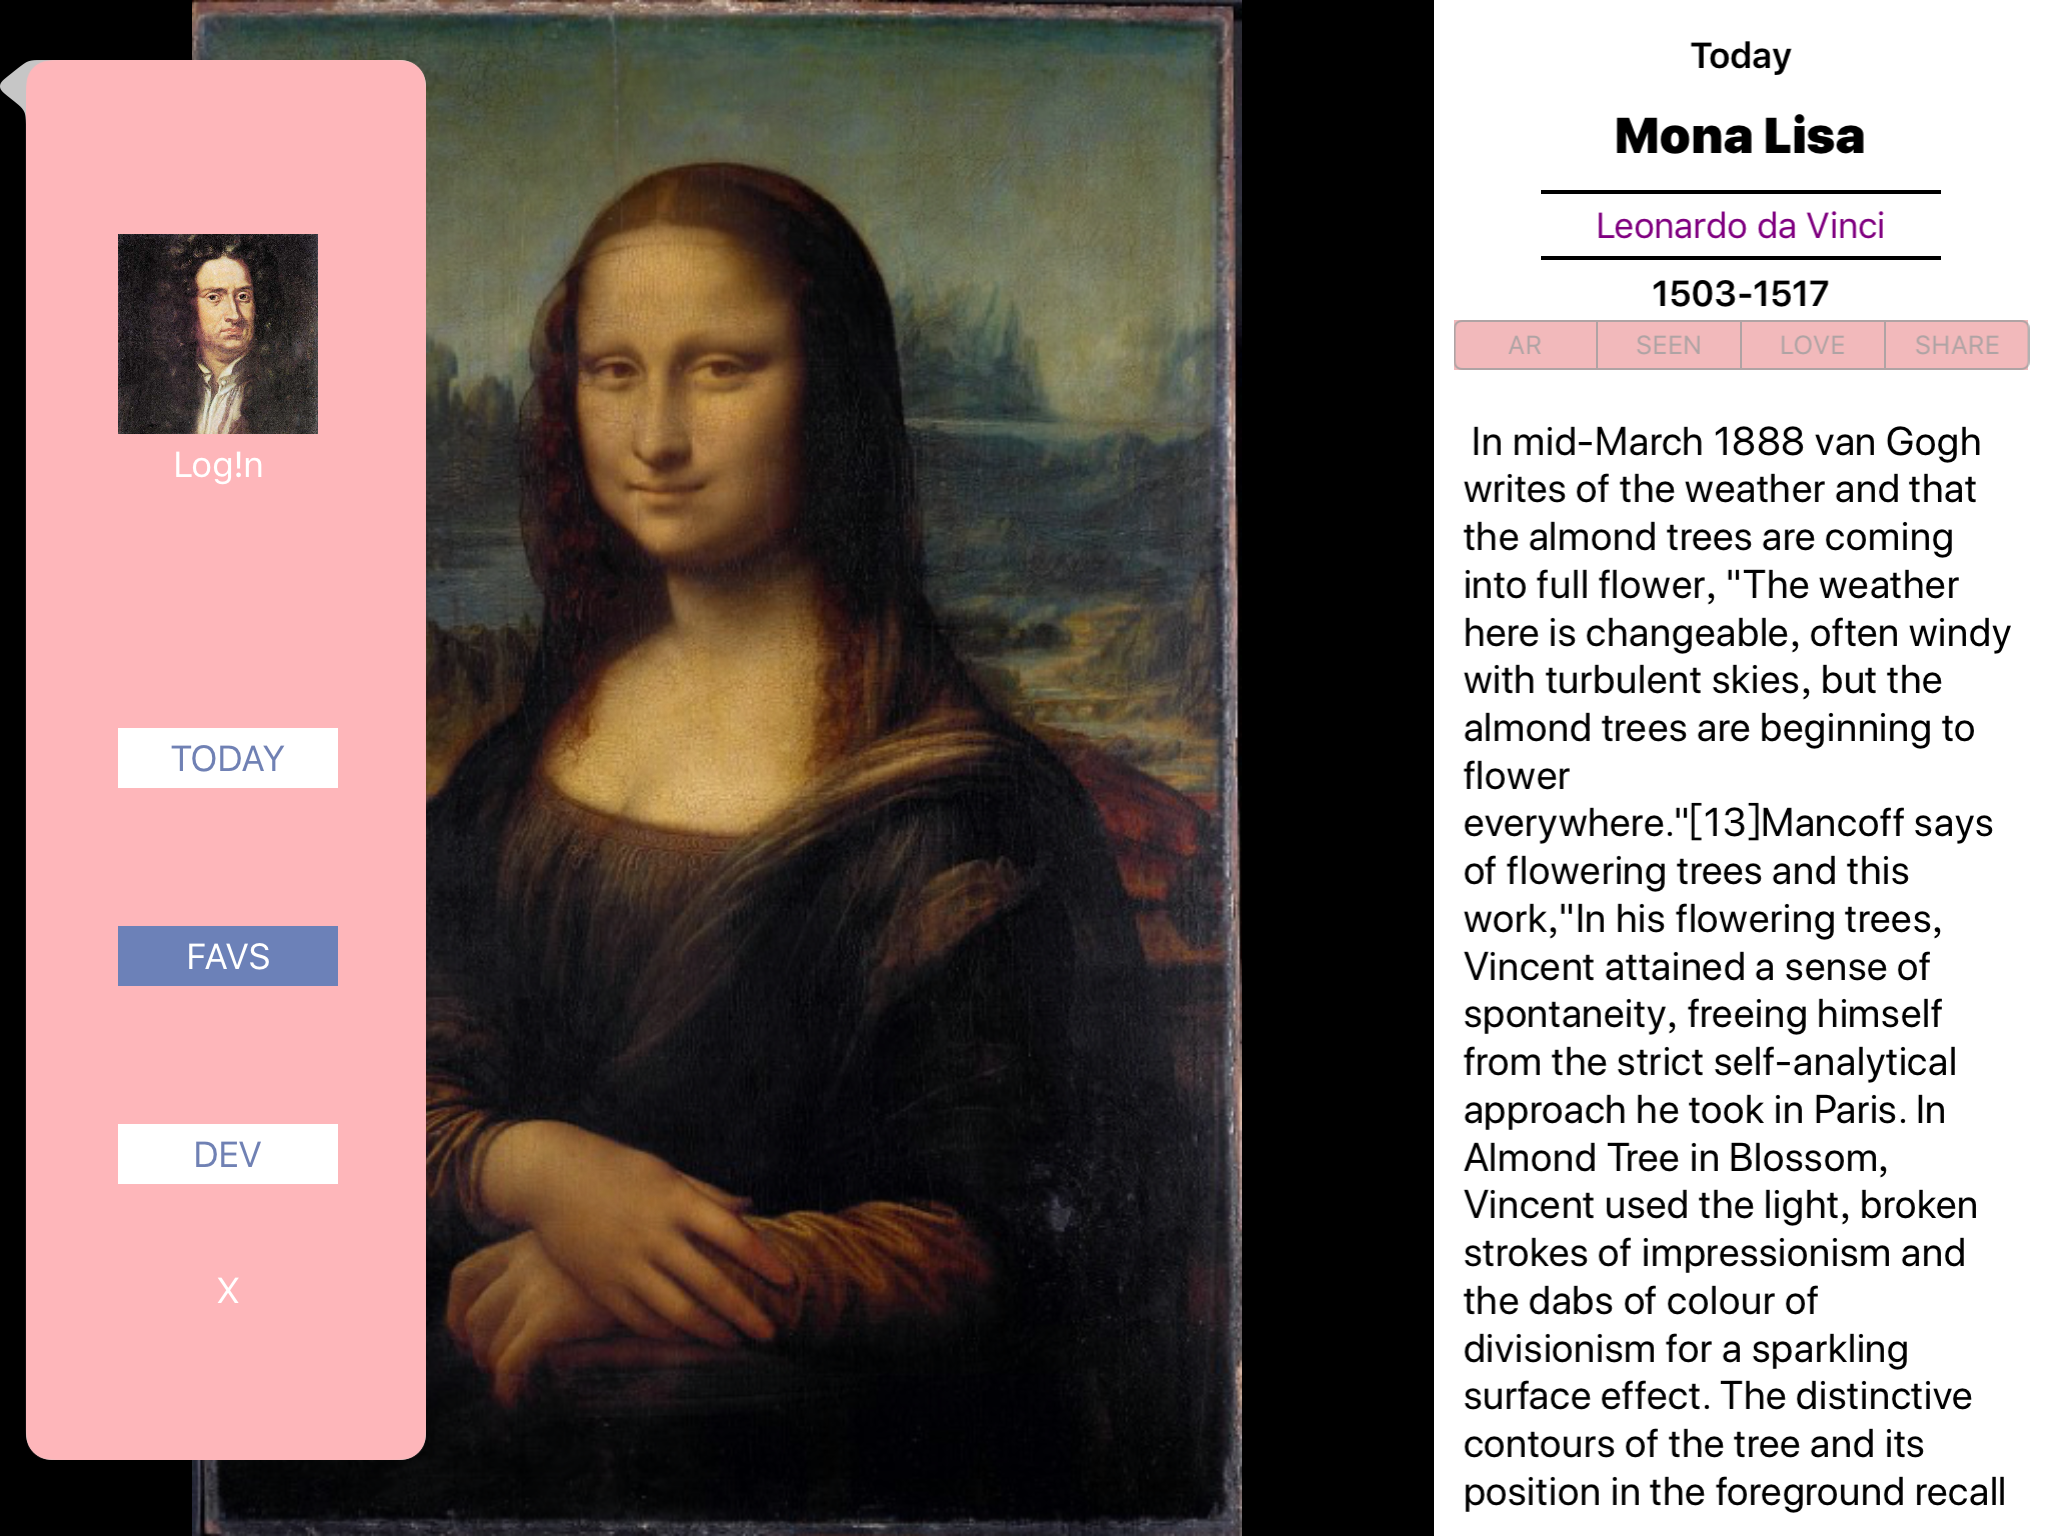 Log!n
TODAY
FAVS
DEV
X
Today
Mona Lisa
Leonardo da Vinci
1503-1517
AR SEEN LOVE SHARE
In mid-March 1888 van Gogh
writes of the weather and that
the almond trees are coming
into full flower, "The weather
here is changeable, often windy
with turbulent skies, but the
almond trees are beginning to
flower
everywhere."[13]Mancoff says
of flowering trees and this
work,"In his flowering trees,
Vincent attained a sense of
spontaneity, freeing himself
from the strict self-analytical
approach he took in Paris. In
Almond Tree in Blossom,
Vincent used the light, broken
strokes of impressionism and
the dabs of colour of
divisionism for a sparkling
surface effect. The distinctive
contours of the tree and its
position in the foreground recall